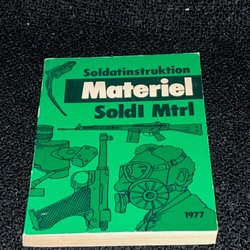 Soldatinstruktion
Materiel
SoldI Mtrl
1977